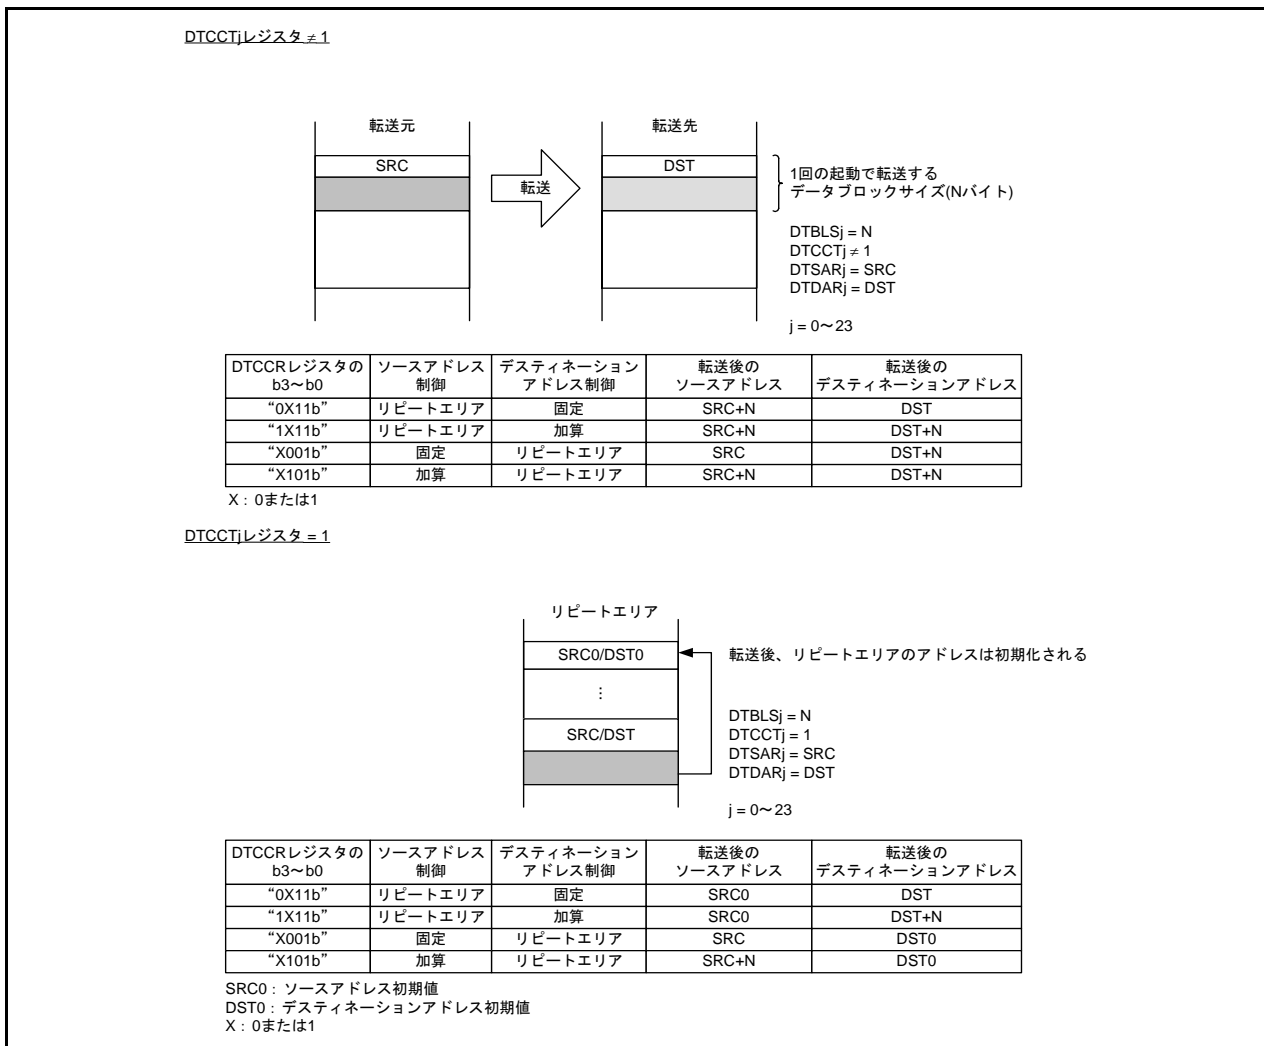 DTCCTjレジスタ ≠ 1
転送元
転送先
SRC
転送
DST
1回の起動で転送する
データブロックサイズ(Nバイト)
DTBLSj = N
DTCCTj ≠ 1
DTSARj = SRC
DTDARj = DST
j = 0～23
DTCCRレジスタの b3～b0 ソースアドレス 制御 デスティネーション アドレス制御 転送後の ソースアドレス 転送後の デスティネーションアドレス
“0X11b” リピートエリア 固定 SRC+N DST
“1X11b” リピートエリア 加算 SRC+N DST+N
“X001b” 固定 リピートエリア SRC DST+N
“X101b” 加算 リピートエリア SRC+N DST+N
X：0または1
DTCCTjレジスタ = 1
リピートエリア
SRC0/DST0
転送後、リピートエリアのアドレスは初期化される
⋮
SRC/DST
DTBLSj = N
DTCCTj = 1
DTSARj = SRC
DTDARj = DST
j = 0～23
DTCCRレジスタの b3～b0 ソースアドレス 制御 デスティネーション アドレス制御 転送後の ソースアドレス 転送後の デスティネーションアドレス
“0X11b” リピートエリア 固定 SRC0 DST
“1X11b” リピートエリア 加算 SRC0 DST+N
“X001b” 固定 リピートエリア SRC DST0
“X101b” 加算 リピートエリア SRC+N DST0
SRC0：ソースアドレス初期値
DST0：デスティネーションアドレス初期値
X：0または1